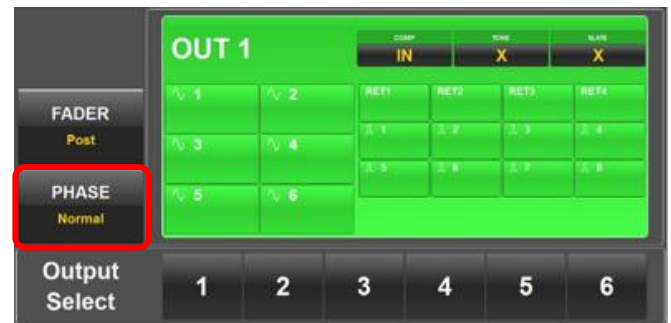 OUT 1
COMP TONE SLATE
IN X X
FADER
Post
PHASE
Normal
1 2 RET1 RET2 RET3 RET4
1 2 3 4
3 4
5 6 7 8
5 6
Output
Select
1 2 3 4 5 6